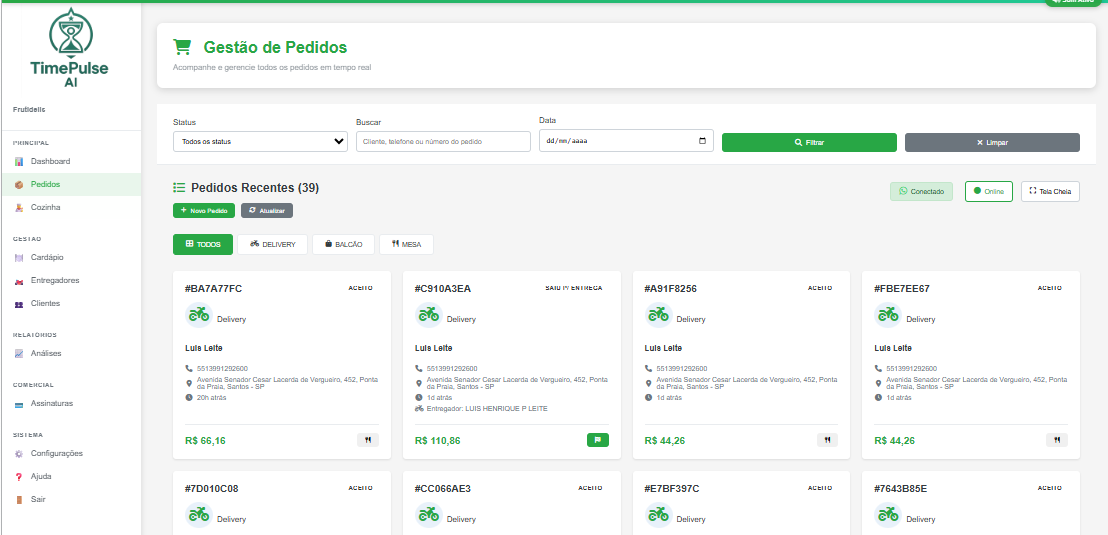 TimePulse
AI
Frutidelis
PRINCIPAL
Dashboard
Pedidos
Cozinha
GESTÃO
Cardápio
Entregadores
Clientes
RELATÓRIOS
Análises
COMERCIAL
Assinaturas
SISTEMA
Configurações
Ajuda
Sair
Gestão de Pedidos
Acompanhe e gerencie todos os pedidos em tempo real
Status
Buscar
Data
Todos os status
Cliente, telefone ou número do pedido
dd/mm/aaaa
Filtrar
Limpar
Pedidos Recentes (39)
Conectado
Online
Tela Cheia
Novo Pedido
Atualizar
TODOS
DELIVERY
BALCÃO
MESA
#BA7A77FC
ACEITO
Delivery
Luis Leite
5513991292600
Avenida Senador Cesar Lacerda de Vergueiro, 452, Ponta
da Praia, Santos - SP
20h atrás
R$ 66,16
#C910A3EA
SAIU P/ ENTREGA
Delivery
Luis Leite
5513991292600
Avenida Senador Cesar Lacerda de Vergueiro, 452, Ponta
da Praia, Santos - SP
1d atrás
Entregador: LUIS HENRIQUE P LEITE
R$ 110,86
#A91F8256
ACEITO
Delivery
Luis Leite
5513991292600
Avenida Senador Cesar Lacerda de Vergueiro, 452, Ponta
da Praia, Santos - SP
1d atrás
R$ 44,26
#FBE7EE67
ACEITO
Delivery
Luis Leite
5513991292600
Avenida Senador Cesar Lacerda de Vergueiro, 452, Ponta
da Praia, Santos - SP
1d atrás
R$ 44,26
#7D010C08
ACEITO
Delivery
#CC066AE3
ACEITO
Delivery
#E7BF397C
ACEITO
Delivery
#7643B85E
ACEITO
Delivery